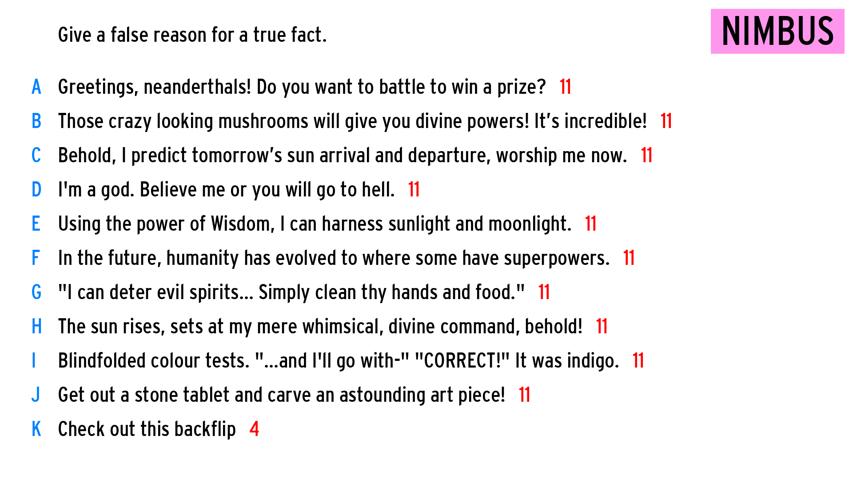 Give a false reason for a true fact.
NIMBUS
A Greetings, neanderthals! Do you want to battle to win a prize? 11
B Those crazy looking mushrooms will give you divine powers! It's incredible! 11
C Behold, I predict tomorrow's sun arrival and departure, worship me now. 11
D I'm a god. Believe me or you will go to hell. 11
E Using the power of Wisdom, I can harness sunlight and moonlight. 11
F In the future, humanity has evolved to where some have superpowers. 11
G "I can deter evil spirits... Simply clean thy hands and food." 11
H The sun rises, sets at my mere whimsical, divine command, behold! 11
I Blindfolded colour tests. "...and I'll go with-" "CORRECT!" It was indigo. 11
J Get out a stone tablet and carve an astounding art piece! 11
K Check out this backflip 4